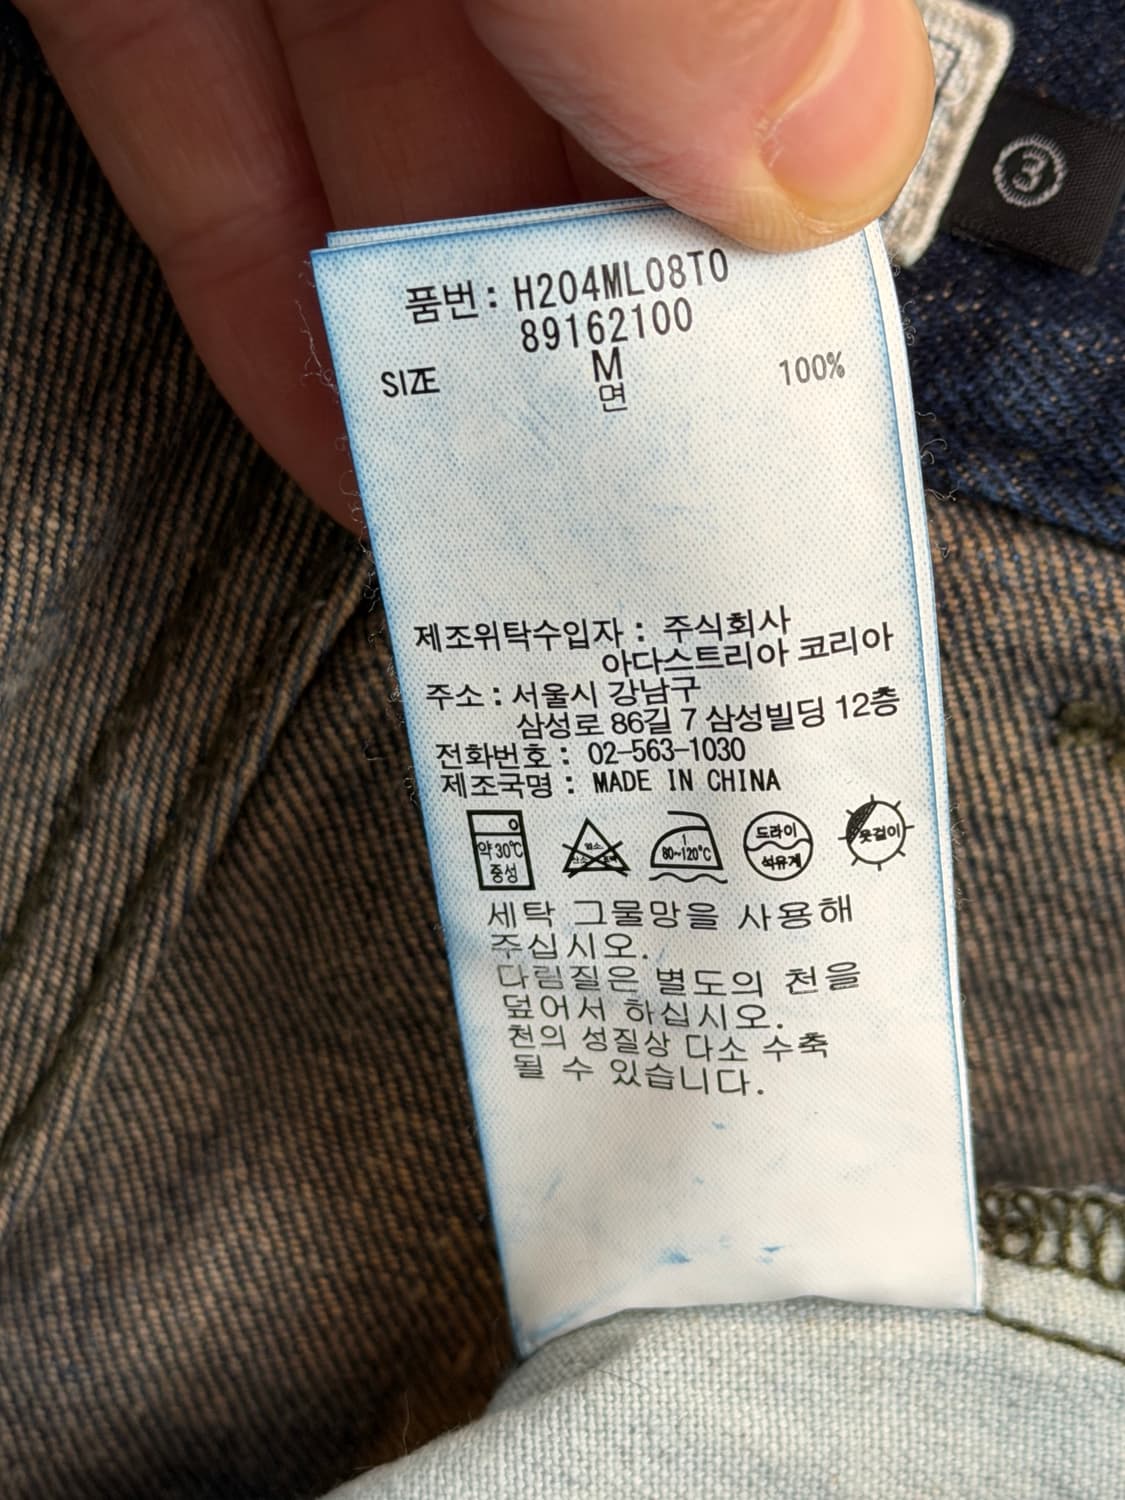 3
품번 : H204ML08T0
89162100
SIZE M
면 100%
제조위탁수입자 : 주식회사
아다스트리아 코리아
주소 : 서울시 강남구
삼성로 86길 7 삼성빌딩 12층
전화번호 : 02-563-1030
제조국명 : MADE IN CHINA
약 30℃
중성
염소
1
80~120℃
드라이
석유계
옷걸이
세탁 그물망을 사용해
주십시오.
다림질은 별도의 천을
덮어서 하십시오.
천의 성질상 다소 수축
될 수 있습니다.